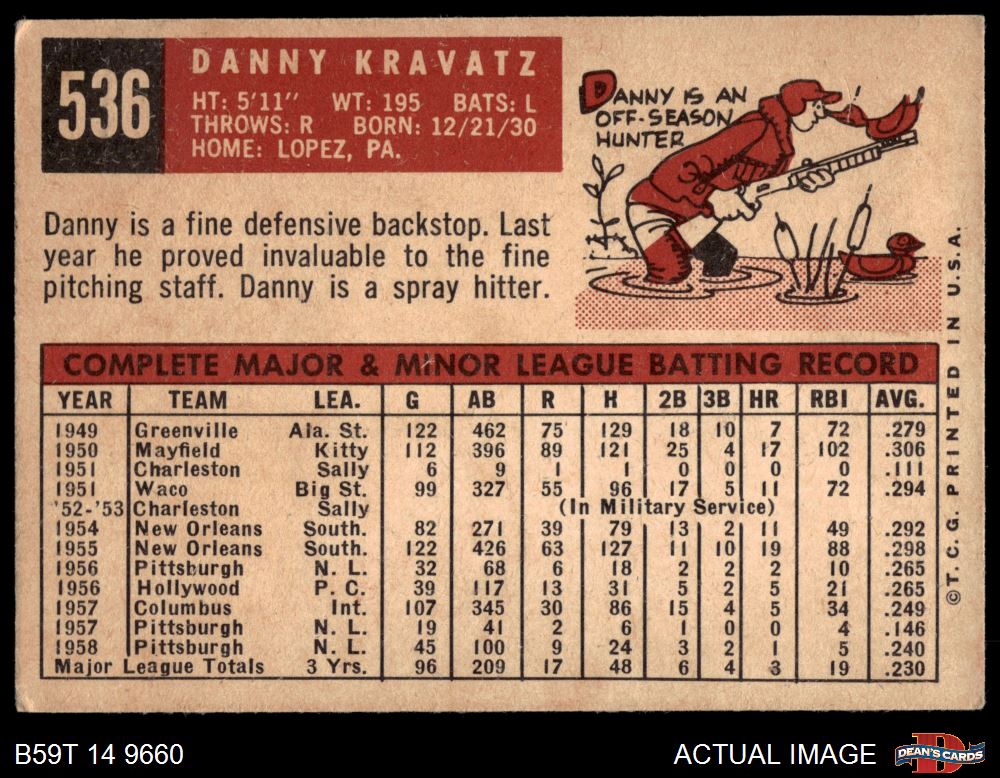 536
DANNY KRAVATZ
HT: 5'11" WT: 195 BATS: L
THROWS: R BORN: 12/21/30
HOME: LOPEZ, PA.
DANNY IS AN
OFF-SEASON
HUNTER
Danny is a fine defensive backstop. Last
year he proved invaluable to the fine
pitching staff. Danny is a spray hitter.
COMPLETE MAJOR & MINOR LEAGUE BATTING RECORD
YEAR TEAM LEA. G AB R H 2B 3B HR RBI AVG.
1949 Greenville Ala. St. 122 462 75 129 18 10 7 72 .279
1950 Mayfield Kitty 112 396 89 121 25 4 17 102 .306
1951 Charleston Sally 6 9 1 1 0 0 0 0 .111
1951 Waco Big St. 99 327 55 96 17 5 11 72 .294
'52-'53 Charleston Sally (In Military Service)
1954 New Orleans South. 82 271 39 79 13 2 11 49 .292
1955 New Orleans South. 122 426 63 127 11 10 19 88 .298
1956 Pittsburgh N. L. 32 68 6 18 2 2 2 10 .265
1956 Hollywood P. C. 39 117 13 31 5 2 5 21 .265
1957 Columbus Int. 107 345 30 86 15 4 5 34 .249
1957 Pittsburgh N. L. 19 41 2 6 1 0 0 4 .146
1958 Pittsburgh N. L. 45 100 9 24 3 2 1 5 .240
Major League Totals 3 Yrs. 96 209 17 48 6 4 3 19 .230
©T. C. G. PRINTED IN U.S.A.
B59T 14 9660
ACTUAL IMAGE
DEAN'S CARDS